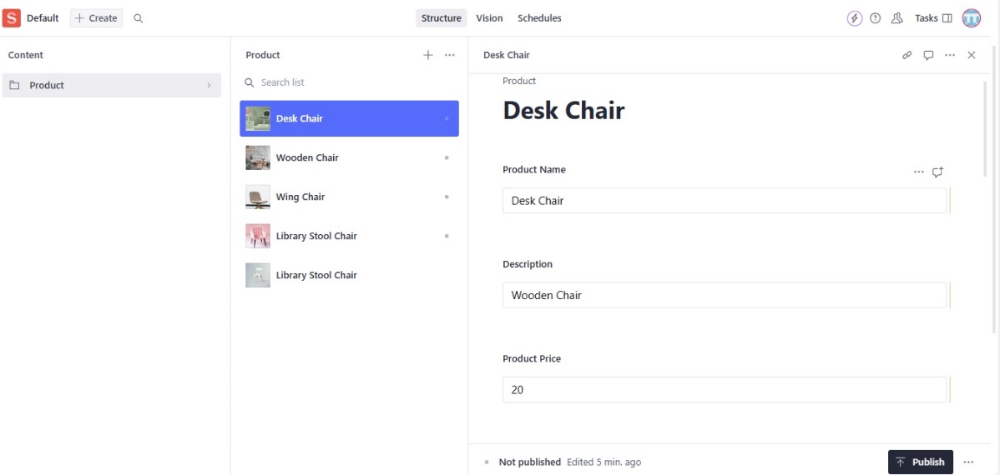 S Default + Create Structure Vision Schedules Tasks
Content
Product
Product
Search list
Desk Chair
Wooden Chair
Wing Chair
Library Stool Chair
Library Stool Chair
Desk Chair
Product
Desk Chair
Product Name
Desk Chair
Description
Wooden Chair
Product Price
20
Not published Edited 5 min. ago Publish